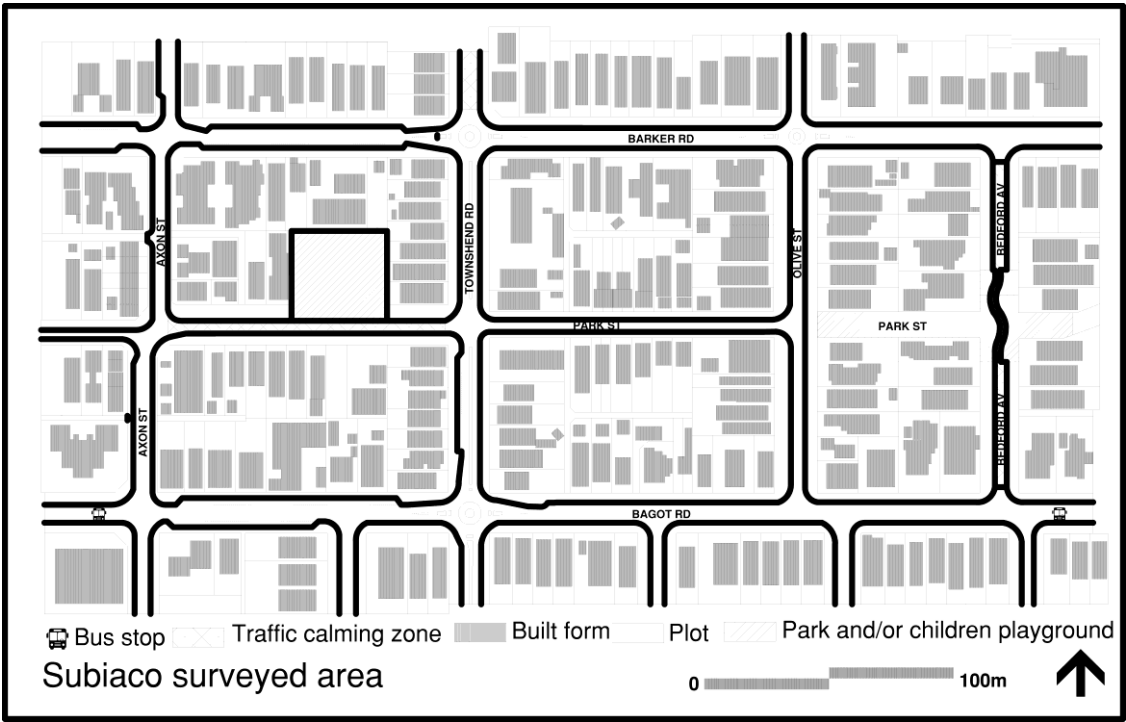 BARKER RD
AXON ST
TOWNSHEND RD
OLIVE ST
BEDFORD AV
PARK ST
PARK ST
AXON ST
BEDFORD AV
BAGOT RD
Bus stop
Traffic calming zone
Built form
Plot
Park and/or children playground
Subiaco surveyed area
0
100m